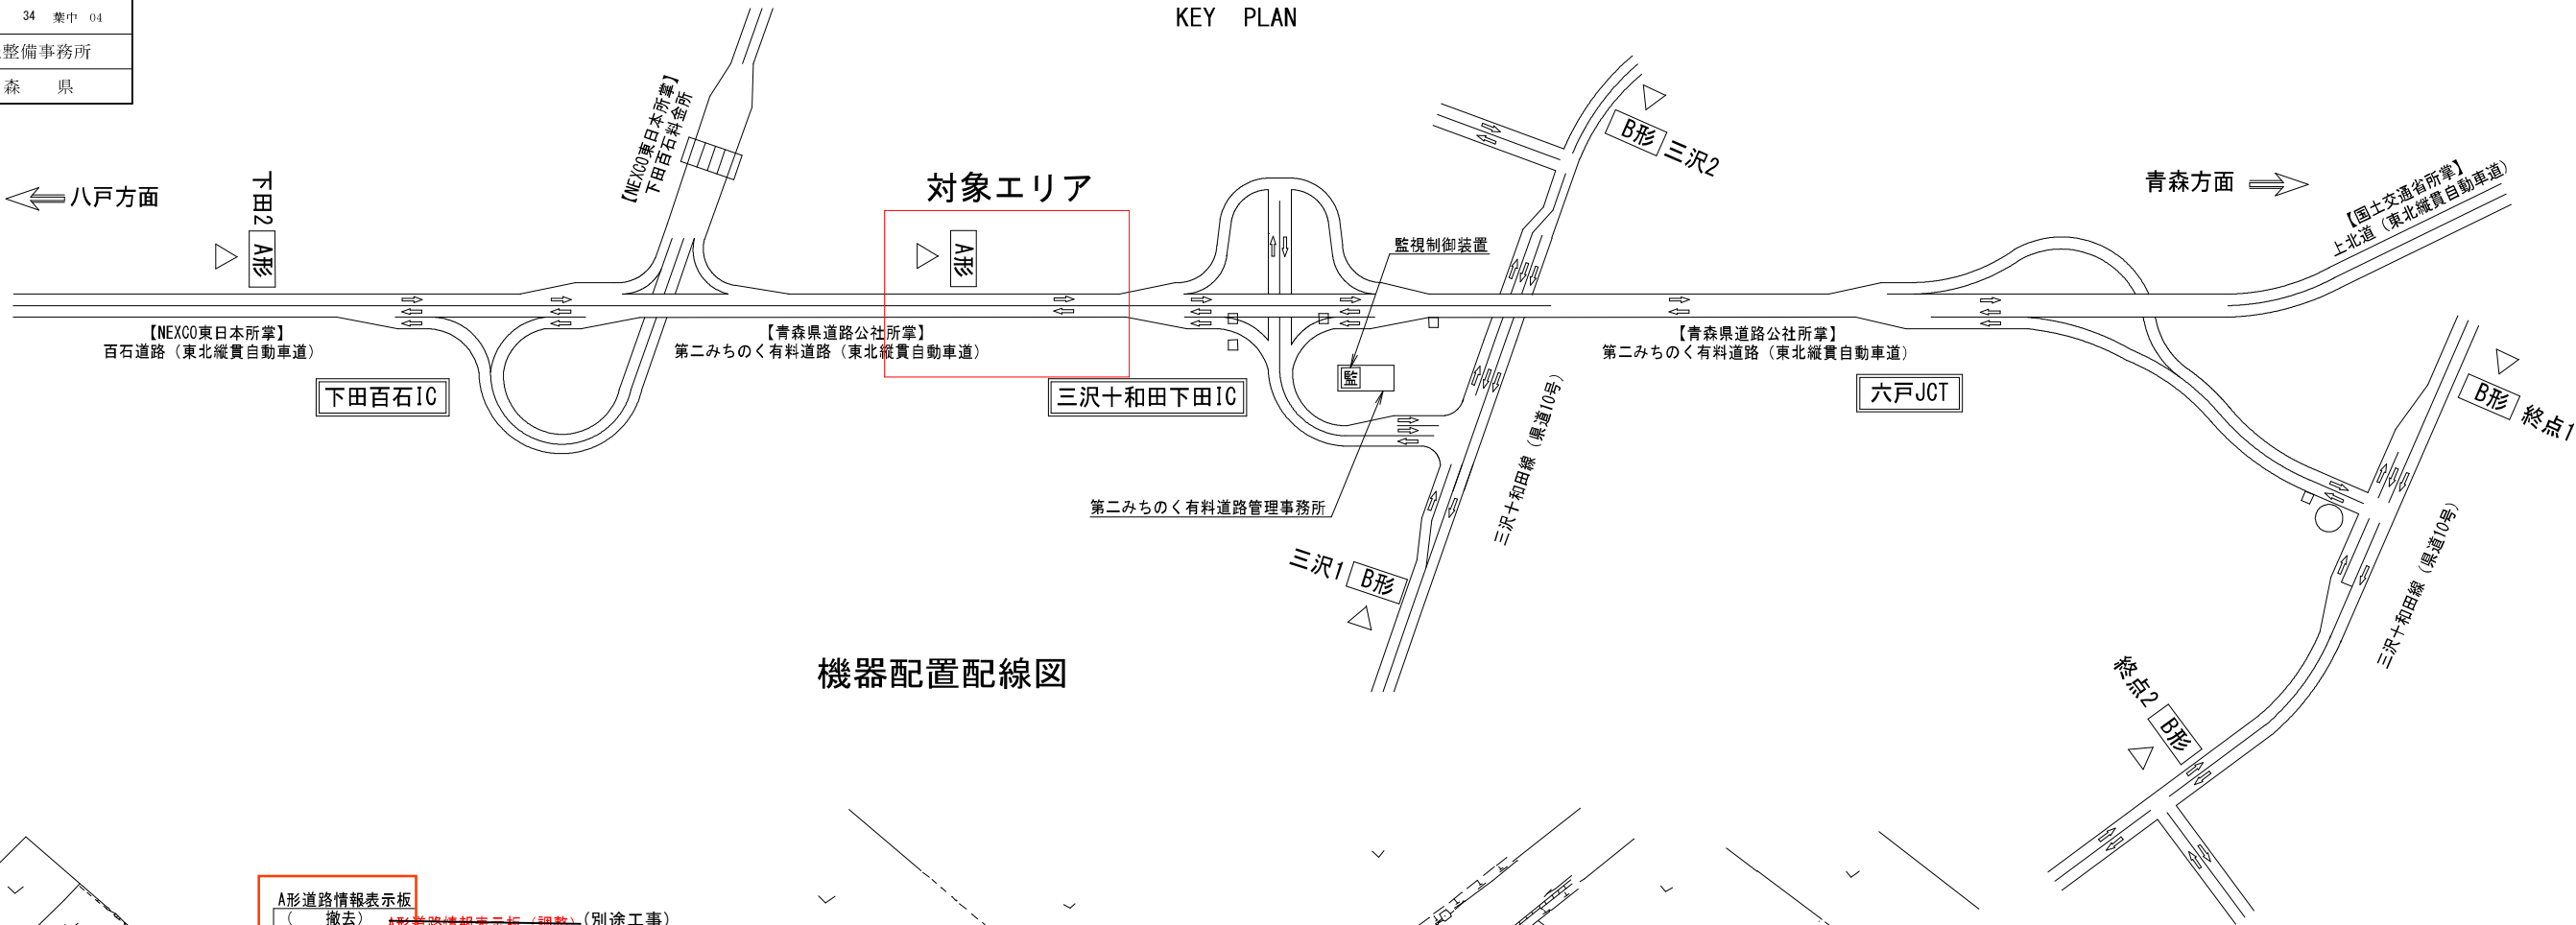 34 葉中 04
整備事務所
森 県
KEY PLAN
八戸方面
下田2
A形
【NEXCO東日本所掌】
下田百石料金所
対象エリア
A形
監視制御装置
B形 三沢2
青森方面
【国土交通省所掌】
上北道（東北縦貫自動車道）
【NEXCO東日本所掌】
百石道路（東北縦貫自動車道）
【青森県道路公社所掌】
第二みちのく有料道路（東北縦貫自動車道）
【青森県道路公社所掌】
第二みちのく有料道路（東北縦貫自動車道）
下田百石IC
三沢十和田下田IC
監
六戸JCT
B形 終点1
三沢十和田線（県道10号）
第二みちのく有料道路管理事務所
三沢1 B形
三沢十和田線（県道10号）
機器配置配線図
終点2 B形
A形道路情報表示板
（ 撤去）
A形道路情報表示板（調整）（別途工事）